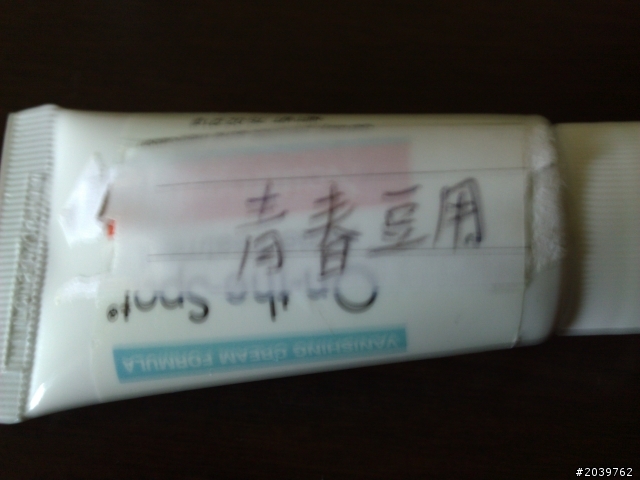 青春豆用
On-the-Spot®
VANISHING CREAM FORMULA
#2039762